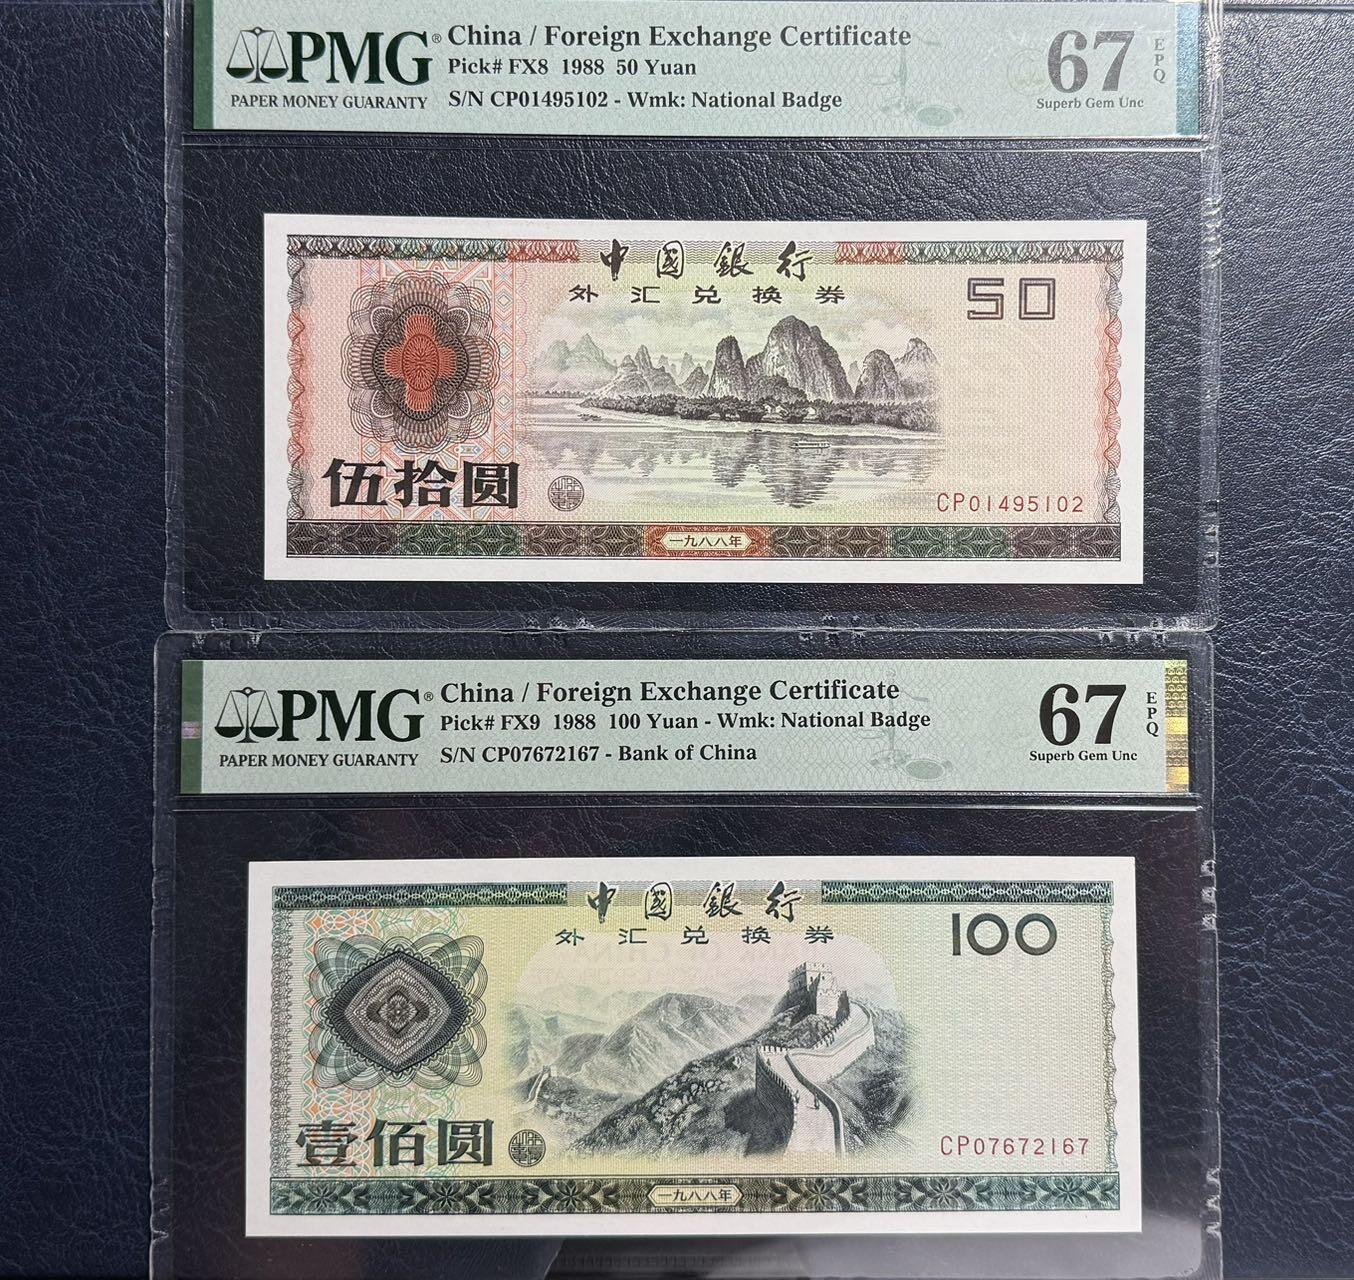 PMG® China / Foreign Exchange Certificate
Pick# FX8 1988 50 Yuan
PAPER MONEY GUARANTY S/N CP01495102 - Wmk: National Badge
67 EPQ
Superb Gem Unc
中國銀行
外汇兑换券
50
伍拾圆
CP01495102
一九八八年
PMG® China / Foreign Exchange Certificate
Pick# FX9 1988 100 Yuan - Wmk: National Badge
PAPER MONEY GUARANTY S/N CP07672167 - Bank of China
67 EPQ
Superb Gem Unc
中國銀行
外汇兑换券
100
壹佰圆
CP07672167
一九八八年